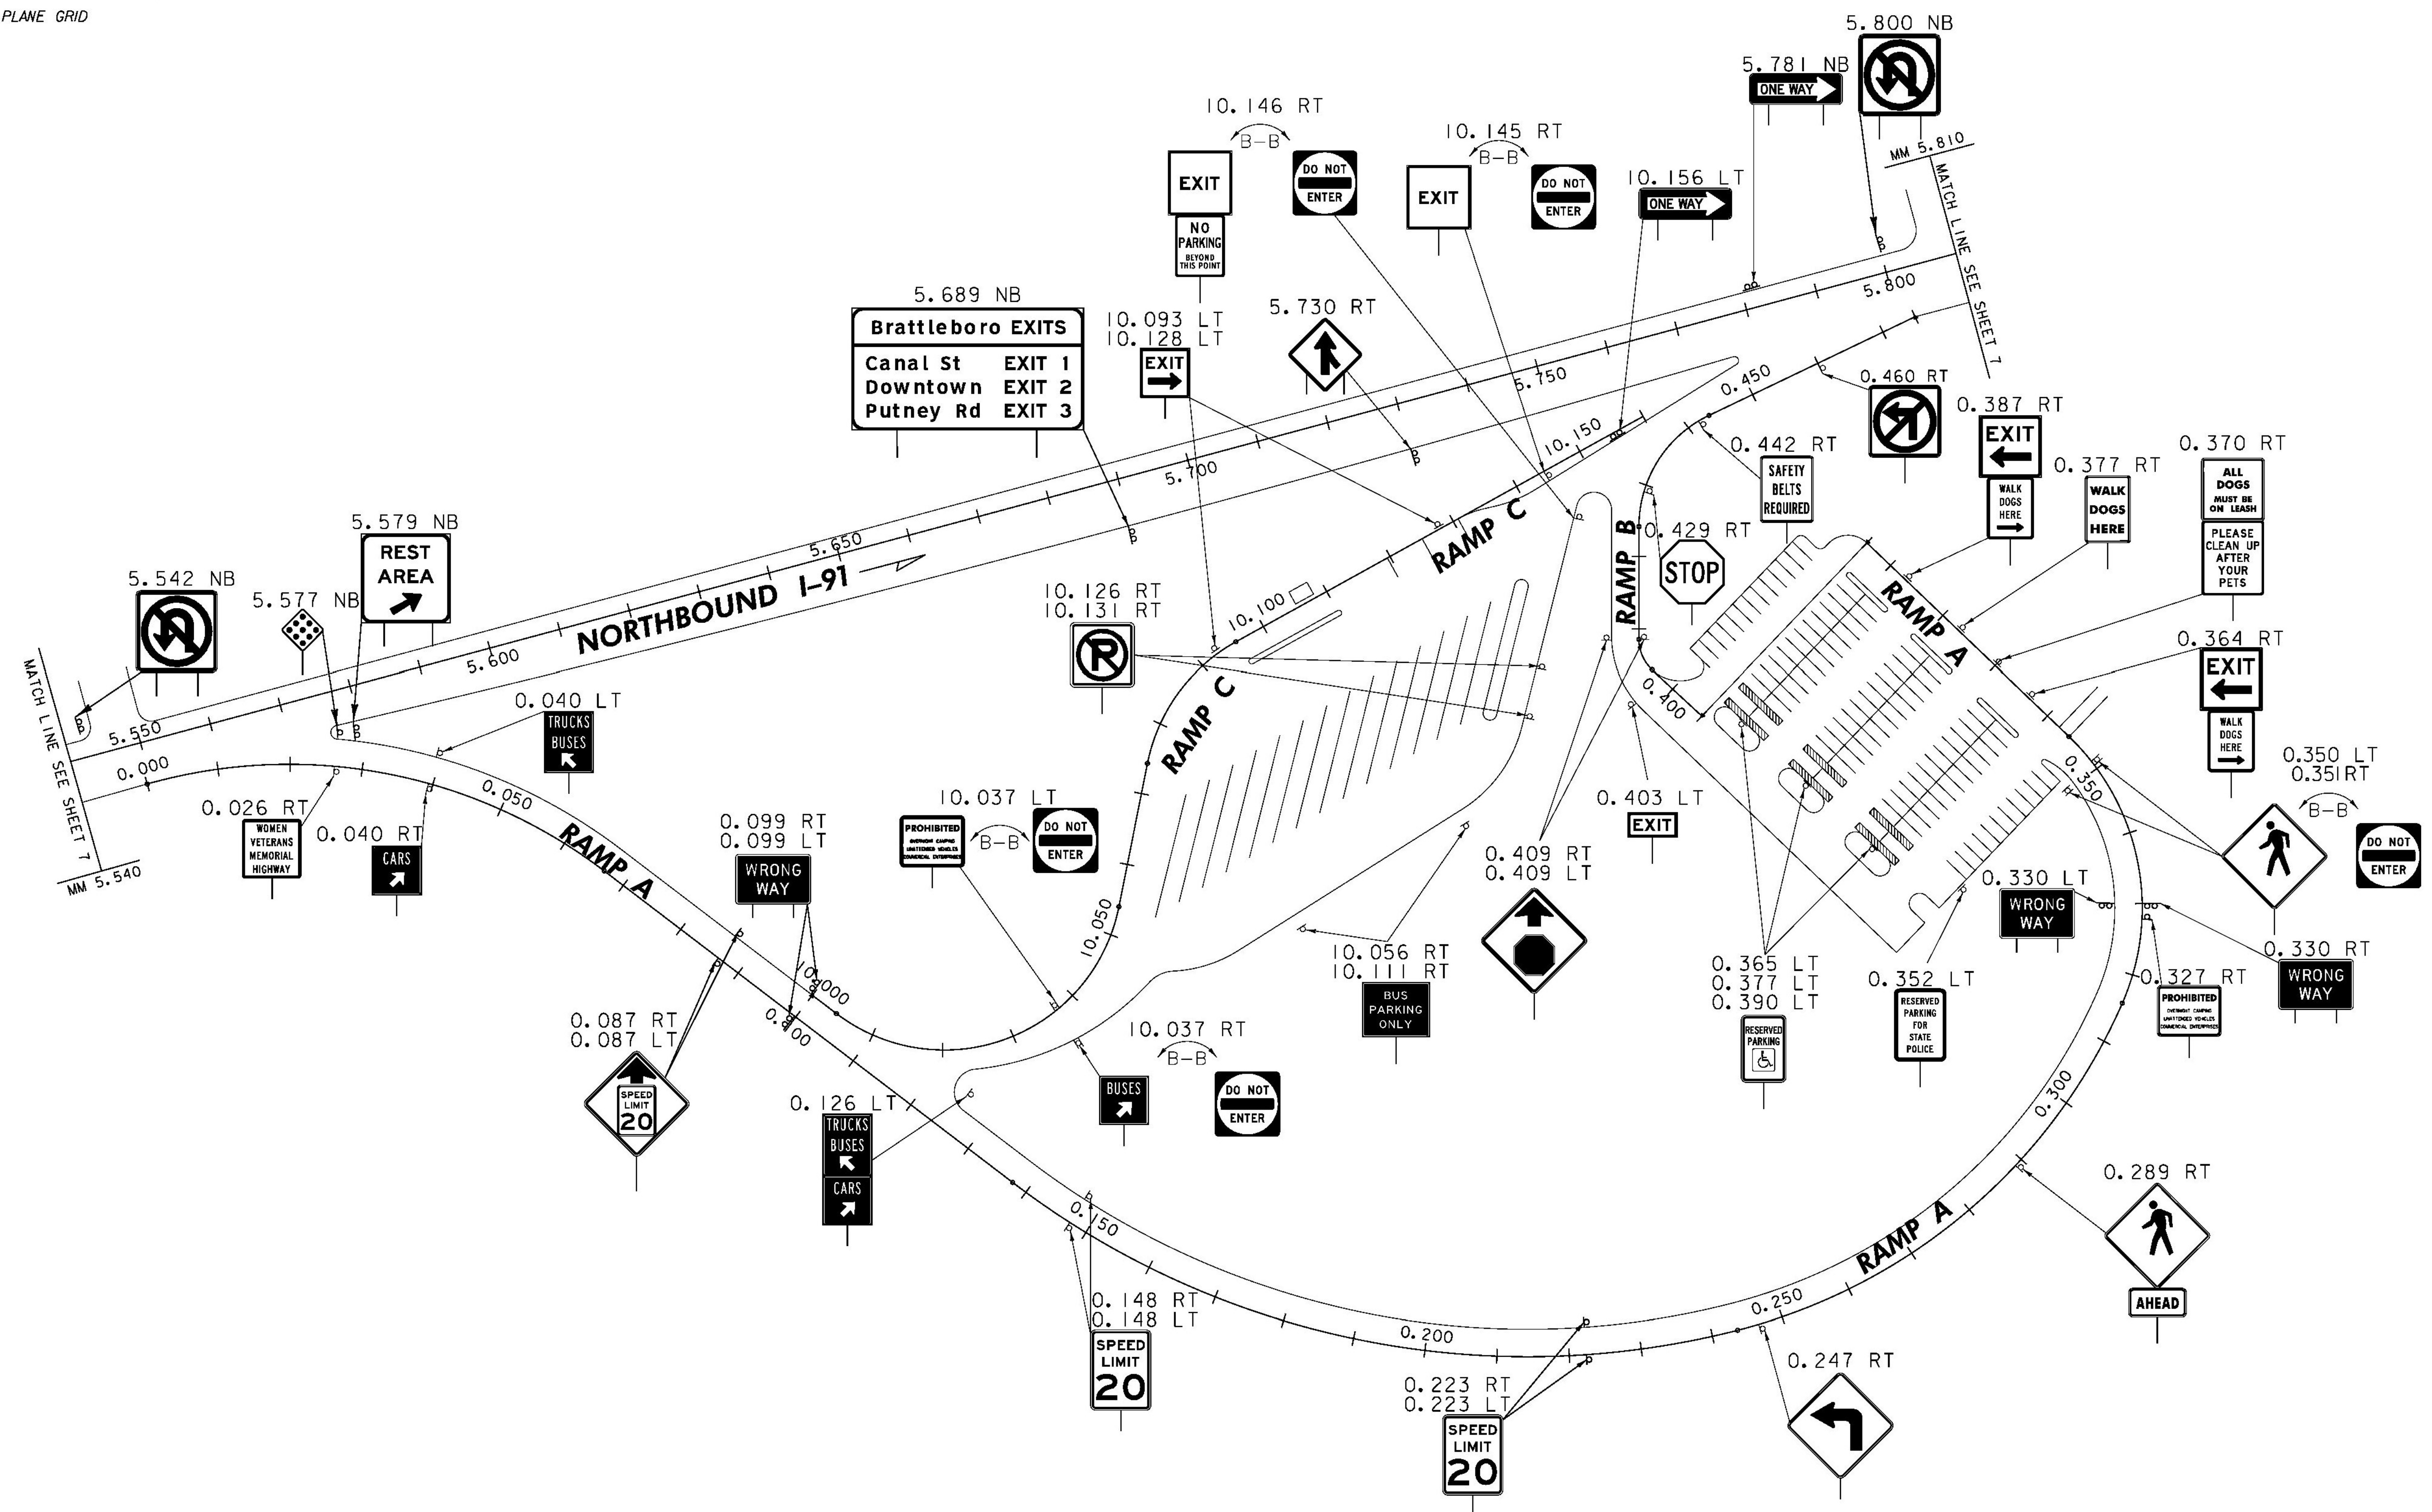 PLANE GRID
5.800 NB
5.781 NB
ONE WAY
MM 5.810
MATCH LINE SEE SHEET 7
10.146 RT
B-B
EXIT
NO
PARKING
BEYOND
THIS POINT
DO NOT
ENTER
10.145 RT
B-B
EXIT
DO NOT
ENTER
10.156 LT
ONE WAY
5.689 NB
Brattleboro EXITS
Canal St EXIT 1
Downtown EXIT 2
Putney Rd EXIT 3
10.093 LT
10.128 LT
EXIT
5.730 RT
5.800
5.750
5.700
5.650
5.600
5.550
NORTHBOUND I-91
0.450
10.150
0.460 RT
0.387 RT
EXIT
WALK
DOGS
HERE
0.377 RT
WALK
DOGS
HERE
0.370 RT
ALL
DOGS
MUST BE
ON LEASH
PLEASE
CLEAN UP
AFTER
YOUR
PETS
0.442 RT
SAFETY
BELTS
REQUIRED
0.429 RT
STOP
RAMP B
RAMP C
RAMP A
0.364 RT
EXIT
WALK
DOGS
HERE
5.579 NB
REST
AREA
5.577 NB
5.542 NB
MATCH LINE SEE SHEET 7
MM 5.540
0.000
10.126 RT
10.131 RT
P
10.100
RAMP C
0.400
0.350
0.350 LT
0.351RT
B-B
DO NOT
ENTER
0.040 LT
TRUCKS
BUSES
0.026 RT
WOMEN
VETERANS
MEMORIAL
HIGHWAY
0.040 RT
CARS
0.050
RAMP A
0.099 RT
0.099 LT
WRONG
WAY
10.037 LT
PROHIBITED
OVERNIGHT CAMPING
UNATTENDED VEHICLES
COMMERCIAL ENTERPRISES
B-B
DO NOT
ENTER
10.050
10.000
0.100
0.403 LT
EXIT
0.409 RT
0.409 LT
0.330 LT
WRONG
WAY
0.330 RT
WRONG
WAY
0.327 RT
PROHIBITED
OVERNIGHT CAMPING
UNATTENDED VEHICLES
COMMERCIAL ENTERPRISES
10.056 RT
10.111 RT
BUS
PARKING
ONLY
0.365 LT
0.377 LT
0.390 LT
RESERVED
PARKING
0.352 LT
RESERVED
PARKING
FOR
STATE
POLICE
0.087 RT
0.087 LT
SPEED
LIMIT
20
10.037 RT
B-B
BUSES
DO NOT
ENTER
0.126 LT
TRUCKS
BUSES
CARS
0.300
0.289 RT
AHEAD
0.150
0.148 RT
0.148 LT
SPEED
LIMIT
20
RAMP A
0.250
0.200
0.223 RT
0.223 LT
SPEED
LIMIT
20
0.247 RT